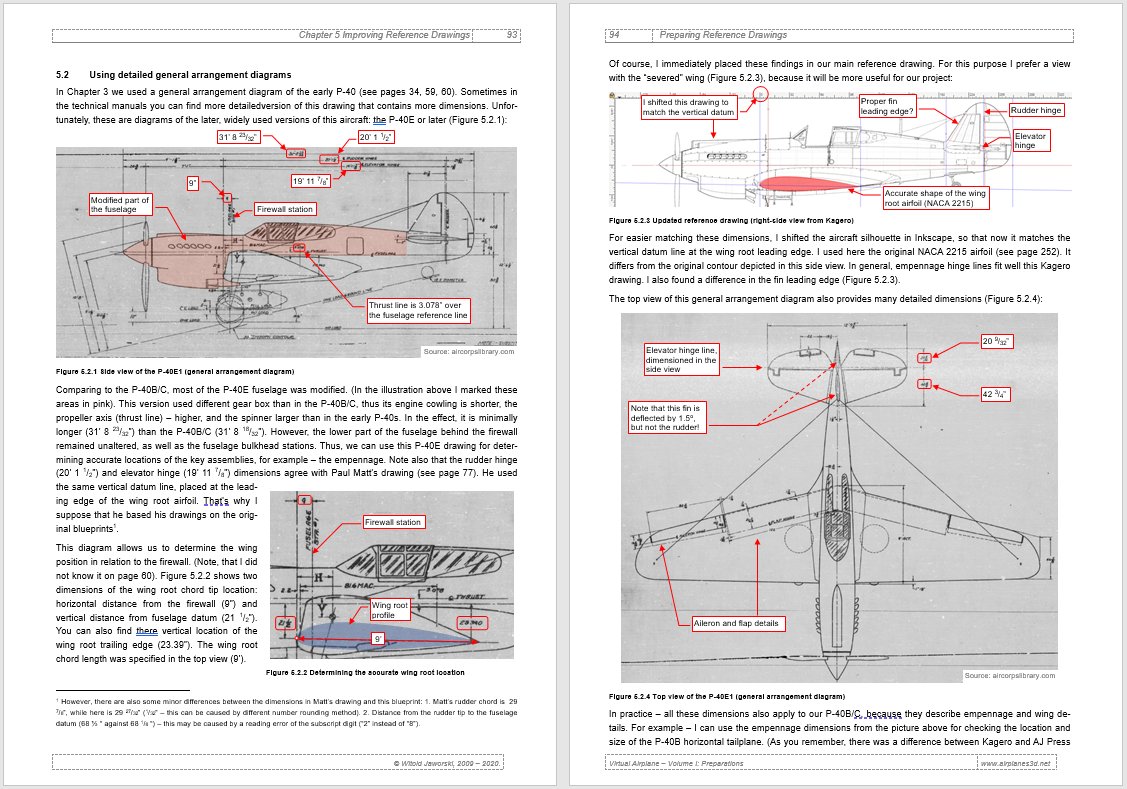 Chapter 5 Improving Reference Drawings 93
5.2 Using detailed general arrangement diagrams
In Chapter 3 we used a general arrangement diagram of the early P-40 (see pages 34, 59, 60). Sometimes in
the technical manuals you can find more detailedversion of this drawing that contains more dimensions. Unfor-
tunately, these are diagrams of the later, widely used versions of this aircraft: the P-40E or later (Figure 5.2.1):
31' 8 23/32"
20' 1 1/2"
19' 11 7/8"
9"
Modified part of
the fuselage
Firewall station
Thrust line is 3.078" over
the fuselage reference line
Source: aircorpslibrary.com
Figure 5.2.1 Side view of the P-40E1 (general arrangement diagram)
Comparing to the P-40B/C, most of the P-40E fuselage was modified. (In the illustration above I marked these
areas in pink). This version used different gear box than in the P-40B/C, thus its engine cowling is shorter, the
propeller axis (thrust line) – higher, and the spinner larger than in the early P-40s. In the effect, it is minimally
longer (31' 8 23/32") than the P-40B/C (31' 8 18/32"). However, the lower part of the fuselage behind the firewall
remained unaltered, as well as the fuselage bulkhead stations. Thus, we can use this P-40E drawing for deter-
mining accurate locations of the key assemblies, for example – the empennage. Note also that the rudder hinge
(20' 1 1/2") and elevator hinge (19' 11 7/8") dimensions agree with Paul Matt's drawing (see page 77). He used
the same vertical datum line, placed at the lead-
ing edge of the wing root airfoil. That's why I
suppose that he based his drawings on the orig-
inal blueprints1.
This diagram allows us to determine the wing
position in relation to the firewall. (Note, that I did
not know it on page 60). Figure 5.2.2 shows two
dimensions of the wing root chord tip location:
horizontal distance from the firewall (9") and
vertical distance from fuselage datum (21 1/2").
You can also find there vertical location of the
wing root trailing edge (23.39"). The wing root
chord length was specified in the top view (9').
9
FUSELAGE
STA. #1
Firewall station
H
BIGMAC.
THRUST
Wing root
profile
9'
Figure 5.2.2 Determining the accurate wing root location
1 However, there are also some minor differences between the dimensions in Matt's drawing and this blueprint: 1. Matt's rudder chord is 29
7/8", while here is 29 27/32" (1/32" – this can be caused by different number rounding method). 2. Distance from the rudder tip to the fuselage
datum (68 ½ " against 68 1/8 ") – this may be caused by a reading error of the subscript digit ("2" instead of "8").
© Witold Jaworski, 2009 – 2020.
94 Preparing Reference Drawings
Of course, I immediately placed these findings in our main reference drawing. For this purpose I prefer a view
with the "severed" wing (Figure 5.2.3), because it will be more useful for our project:
I shifted this drawing to
match the vertical datum
Proper fin
leading edge?
Rudder hinge
Elevator
hinge
Accurate shape of the wing
root airfoil (NACA 2215)
Figure 5.2.3 Updated reference drawing (right-side view from Kagero)
For easier matching these dimensions, I shifted the aircraft silhouette in Inkscape, so that now it matches the
vertical datum line at the wing root leading edge. I used here the original NACA 2215 airfoil (see page 252). It
differs from the original contour depicted in this side view. In general, empennage hinge lines fit well this Kagero
drawing. I also found a difference in the fin leading edge (Figure 5.2.3).
The top view of this general arrangement diagram also provides many detailed dimensions (Figure 5.2.4):
Elevator hinge line,
dimensioned in the
side view
20 9/32"
42 3/4"
Note that this fin is
deflected by 1.5º,
but not the rudder!
Aileron and flap details
Source: aircorpslibrary.com
Figure 5.2.4 Top view of the P-40E1 (general arrangement diagram)
In practice – all these dimensions also apply to our P-40B/C, because they describe empennage and wing de-
tails. For example – I can use the empennage dimensions from the picture above for checking the location and
size of the P-40B horizontal tailplane. (As you remember, there was a difference between Kagero and AJ Press
Virtual Airplane – Volume I: Preparations www.airplanes3d.net